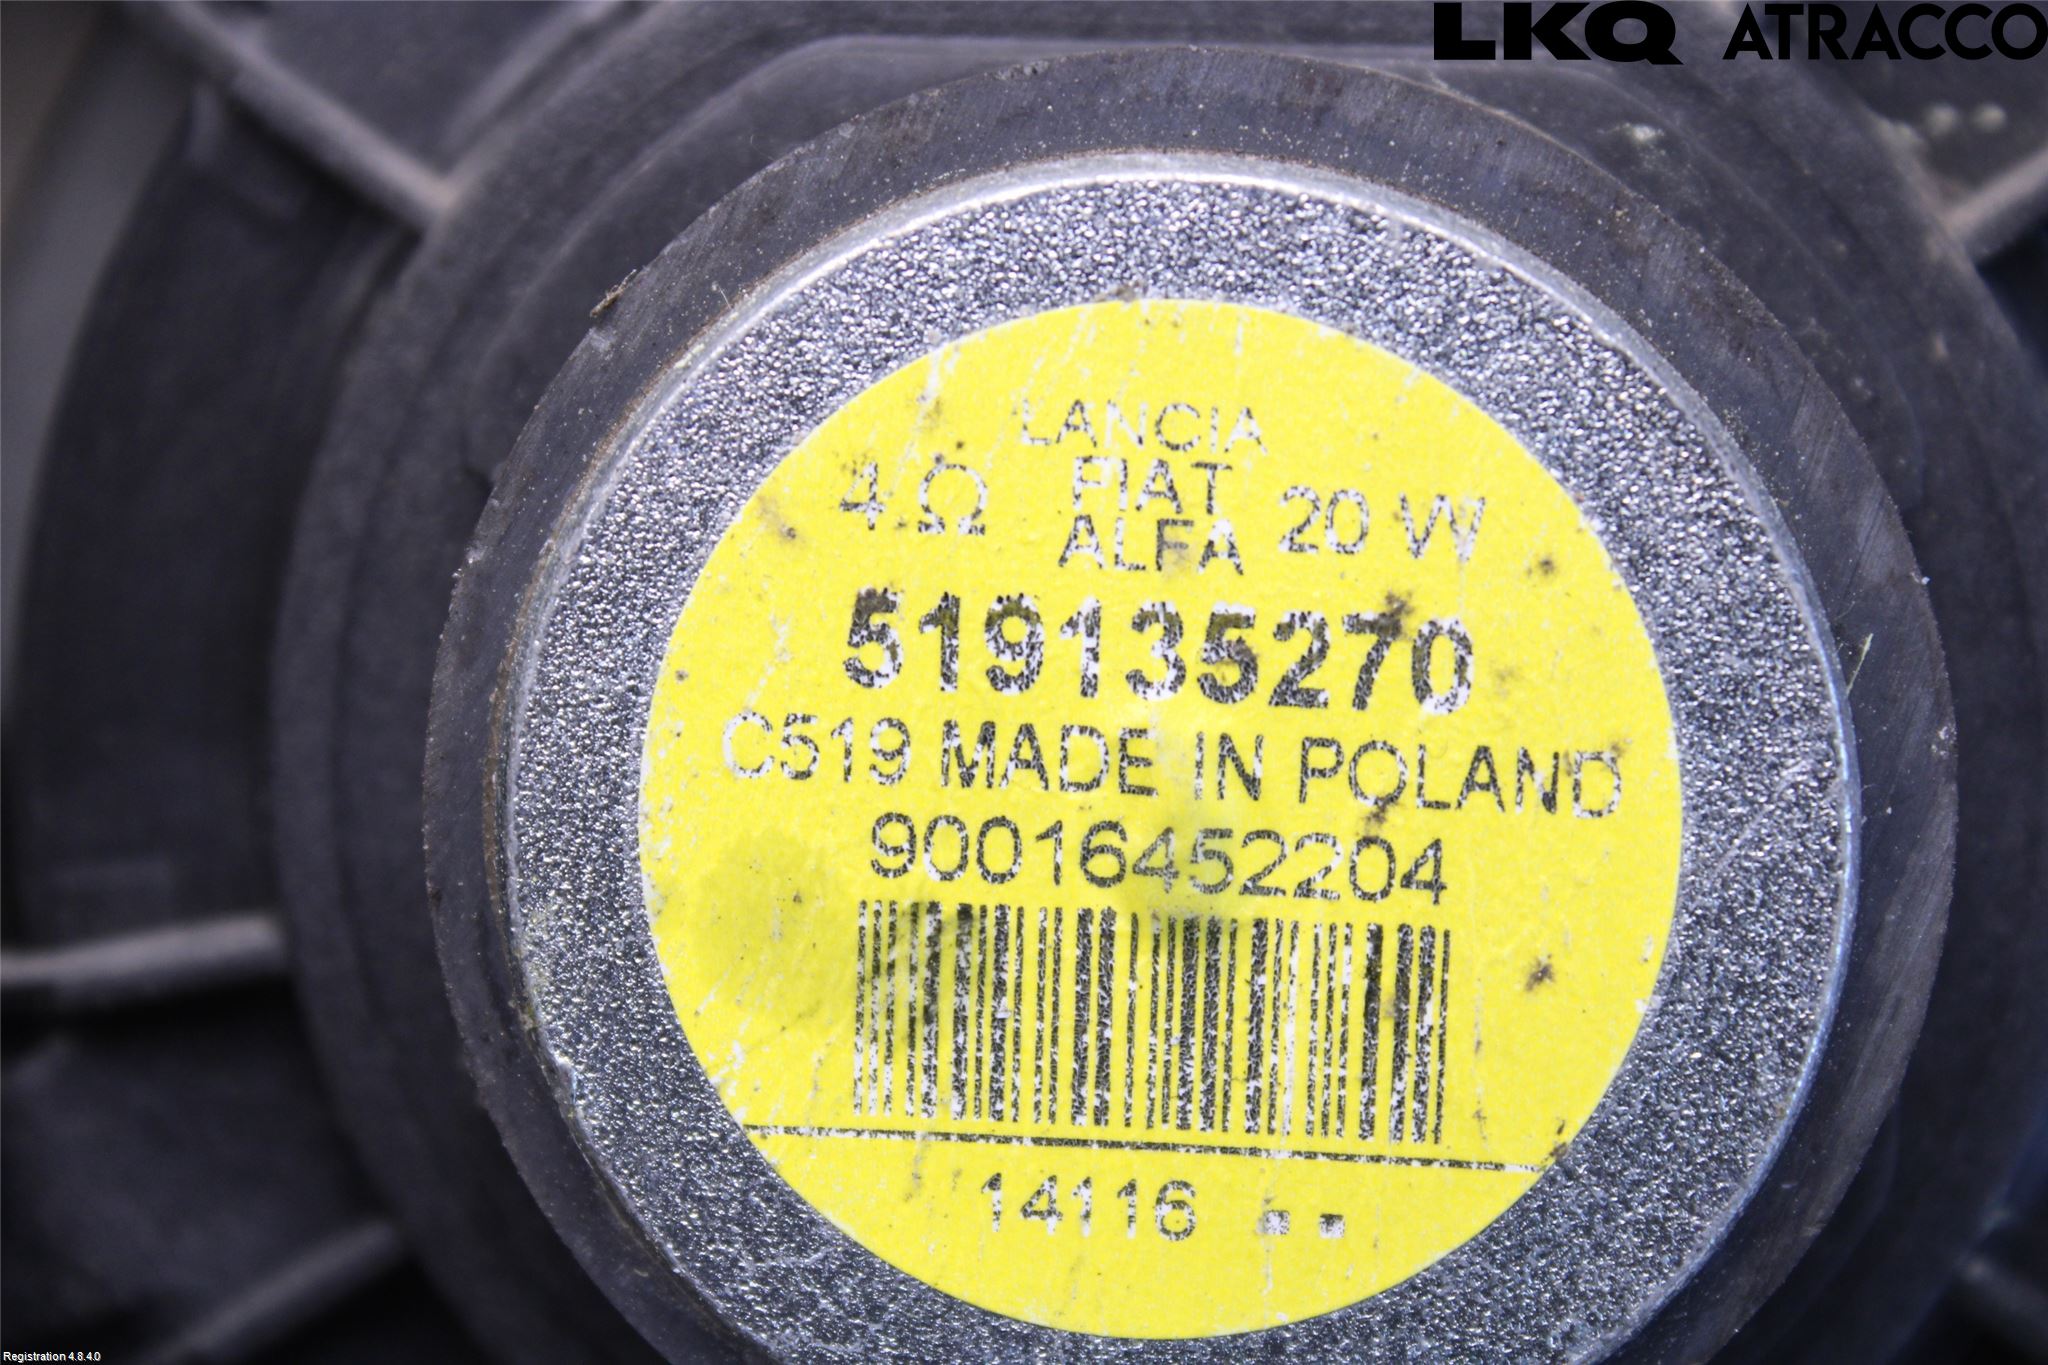 LKQ ATRACCO
LANCIA
4 Ω FIAT 20 W
ALFA
519135270
C519 MADE IN POLAND
90016452204
14116
Registration 4.8.4.0